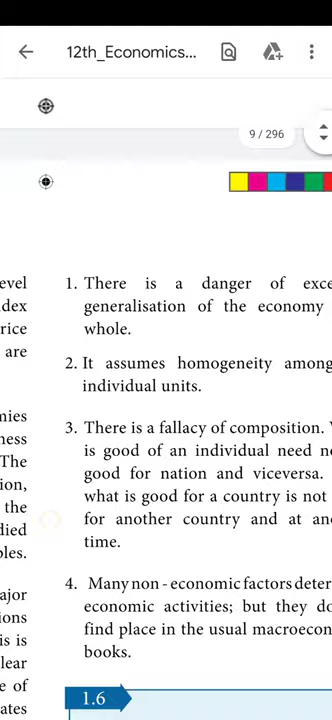 12th_Economics...
9 / 296
evel
dex
rice
are
mies
ness
The
ion,
the
died
oles.
ajor
ions
is is
lear
e of
ates
1. There is a danger of exce
generalisation of the economy
whole.
2. It assumes homogeneity among
individual units.
3. There is a fallacy of composition.
is good of an individual need n
good for nation and viceversa.
what is good for a country is not
for another country and at an
time.
4. Many non - economic factors deter
economic activities; but they do
find place in the usual macroecon
books.
1.6